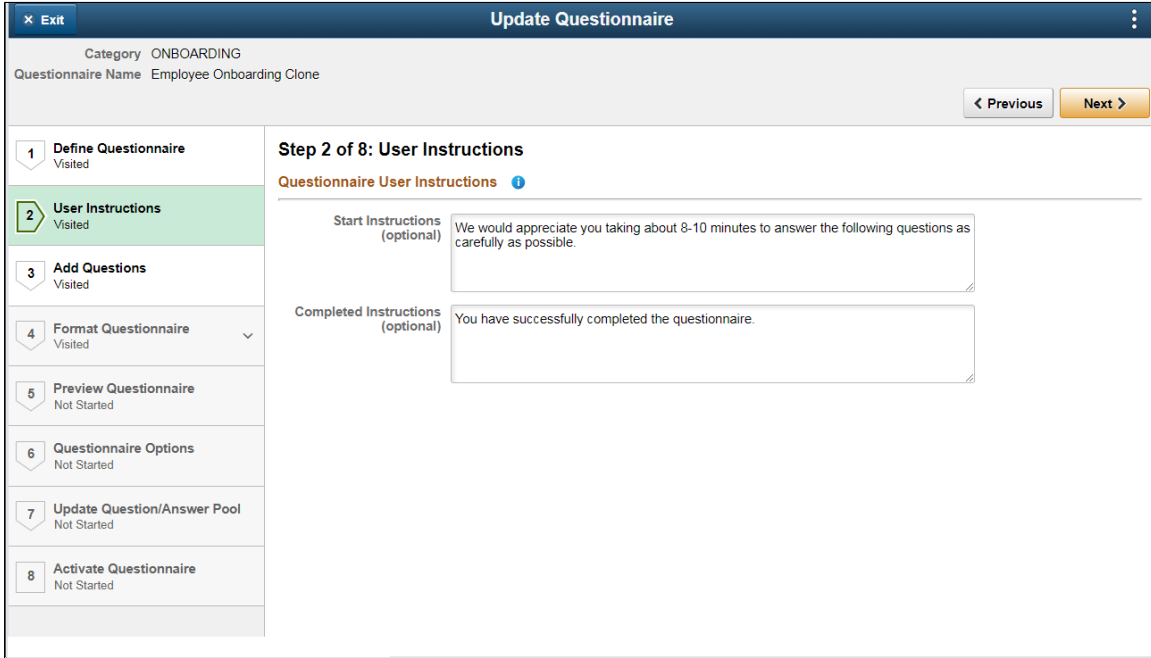 × Exit
Update Questionnaire
Category ONBOARDING
Questionnaire Name Employee Onboarding Clone
Previous
Next
1 Define Questionnaire
Visited
2 User Instructions
Visited
3 Add Questions
Visited
4 Format Questionnaire
Visited
5 Preview Questionnaire
Not Started
6 Questionnaire Options
Not Started
7 Update Question/Answer Pool
Not Started
8 Activate Questionnaire
Not Started
Step 2 of 8: User Instructions
Questionnaire User Instructions
Start Instructions
(optional)
We would appreciate you taking about 8-10 minutes to answer the following questions as
carefully as possible.
Completed Instructions
(optional)
You have successfully completed the questionnaire.